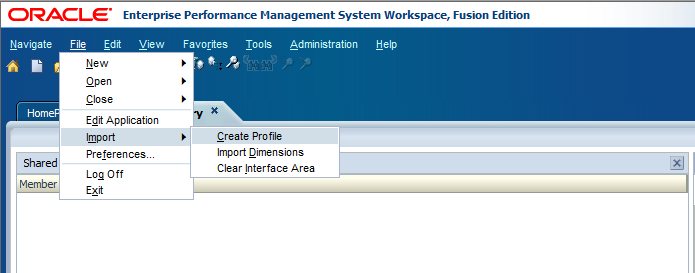 ORACLE Enterprise Performance Management System Workspace, Fusion Edition
Navigate File Edit View Favorites Tools Administration Help
New
Open
Close
HomeP ry
Edit Application
Import Create Profile
Preferences... Import Dimensions
Shared
Log Off Clear Interface Area
Member
Exit